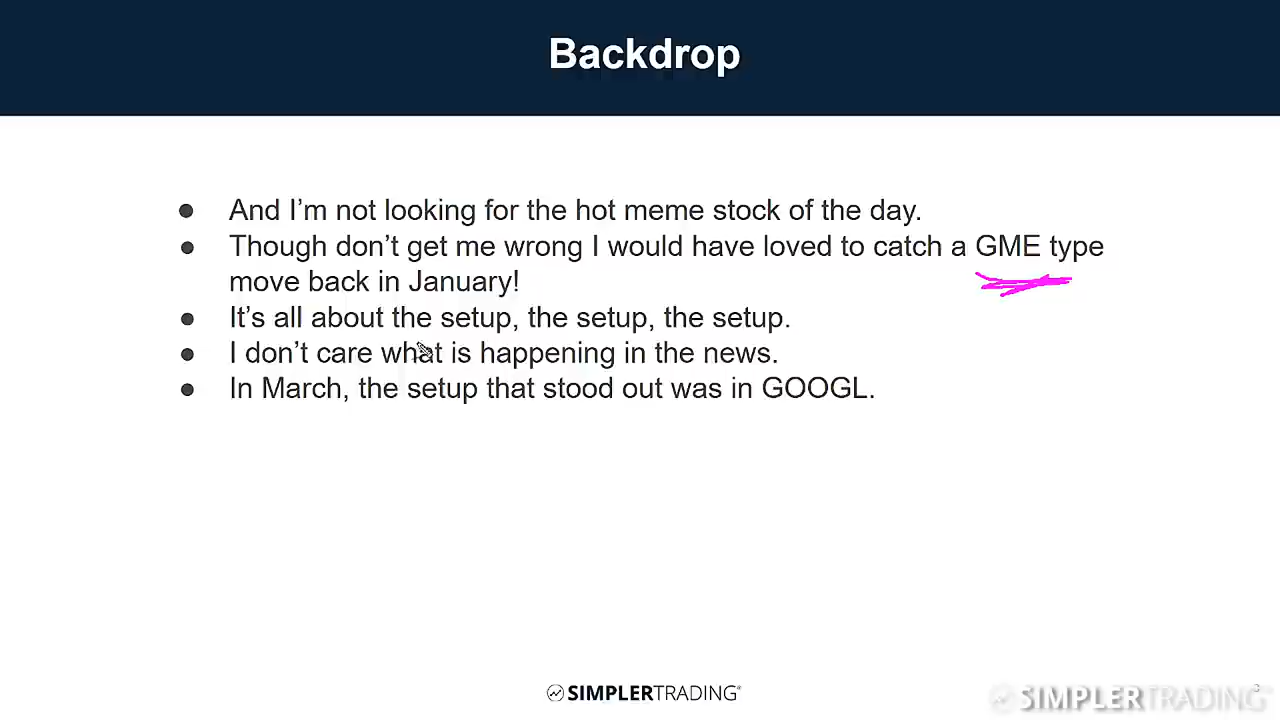 Backdrop
● And I’m not looking for the hot meme stock of the day.
● Though don’t get me wrong I would have loved to catch a GME type
move back in January!
● It’s all about the setup, the setup, the setup.
● I don’t care what is happening in the news.
● In March, the setup that stood out was in GOOGL.
SIMPLERTRADING®
SIMPLERTRADING®